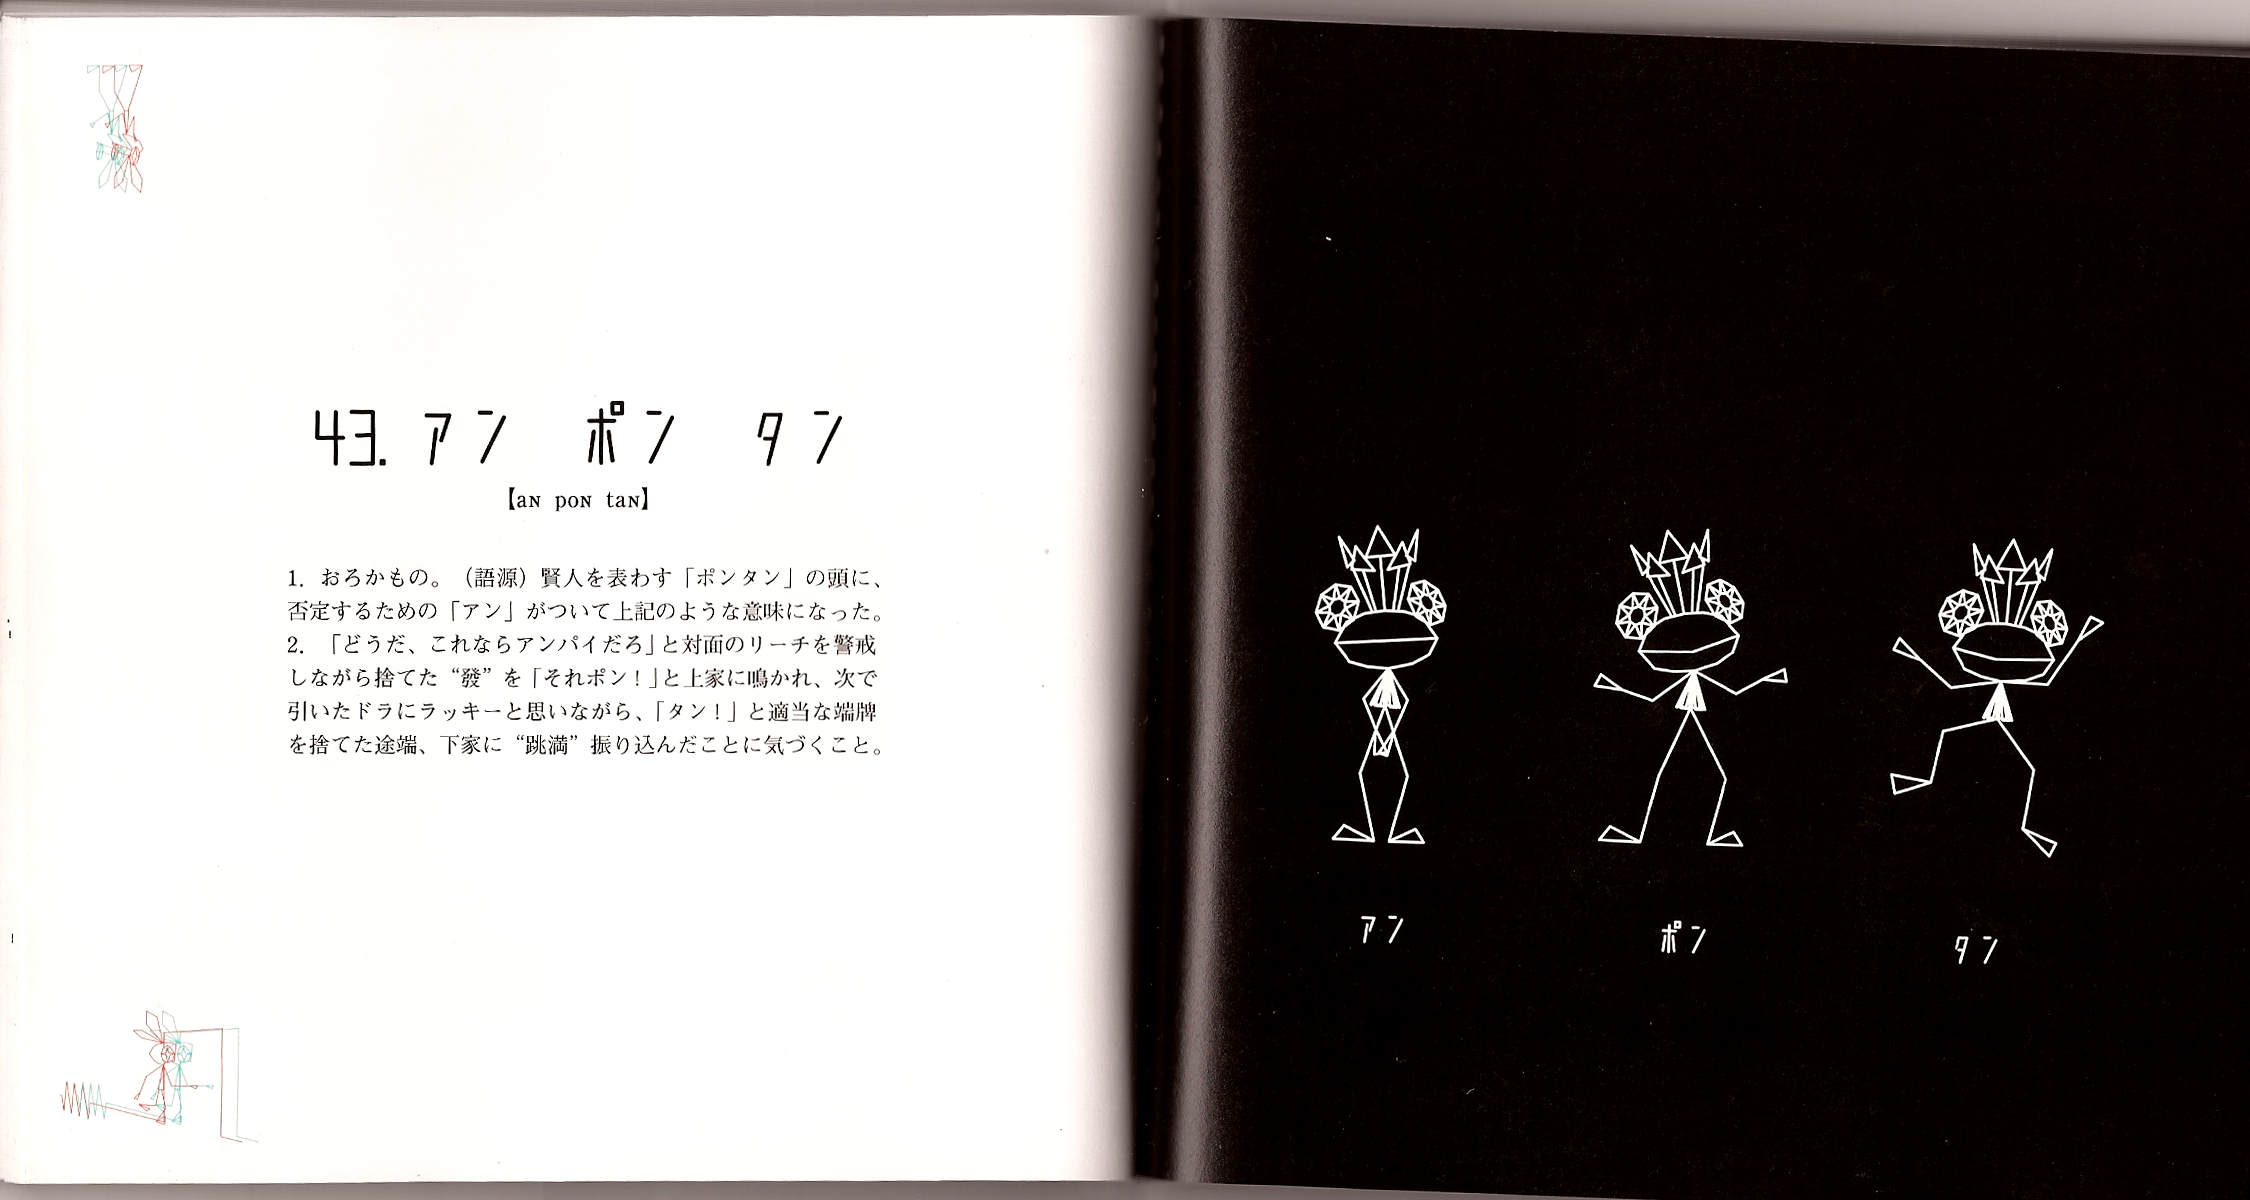 43. アン ポン タン
【aɴ poɴ taɴ】
1. おろかもの。（語源）賢人を表わす「ポンタン」の頭に、
否定するための「アン」がついて上記のような意味になった。
2. 「どうだ、これならアンパイだろ」と対面のリーチを警戒
しながら捨てた“發”を「それポン！」と上家に鳴かれ、次で
引いたドラにラッキーと思いながら、「タン！」と適当な端牌
を捨てた途端、下家に“跳満”振り込んだことに気づくこと。
アン
ポン
タン